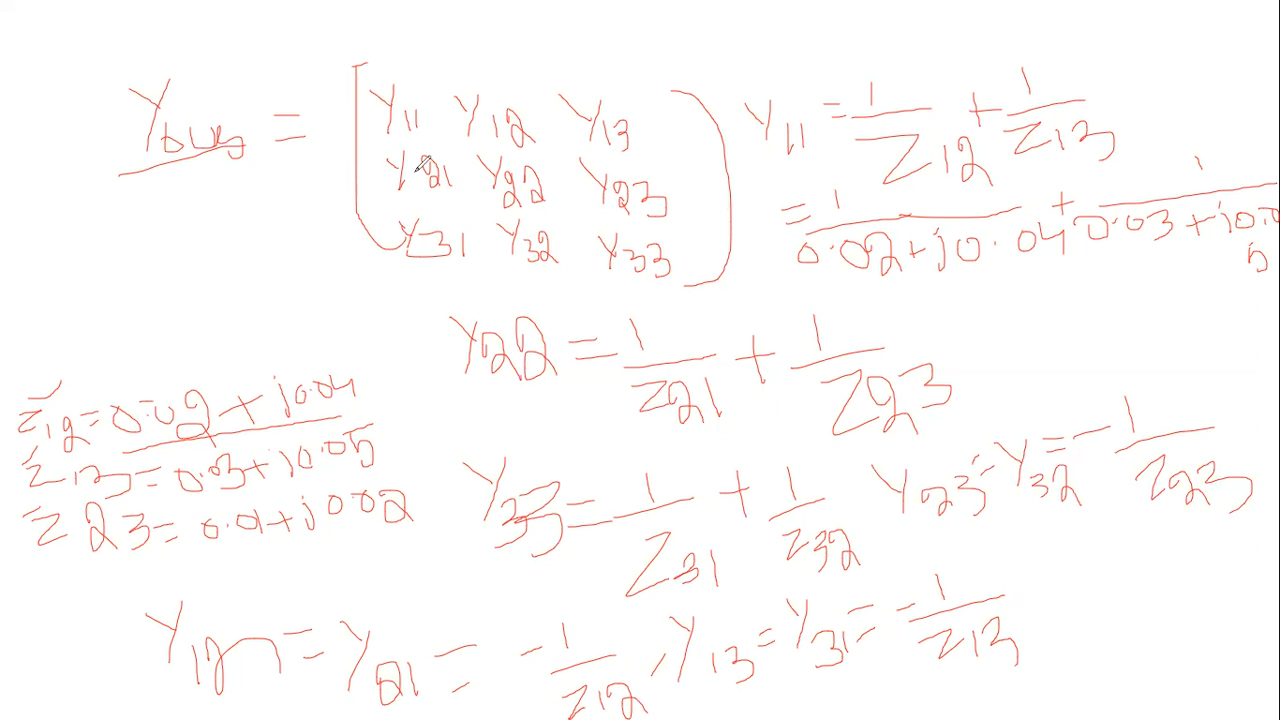 Ybus = [ Y11 Y12 Y13
Y21 Y22 Y23
Y31 Y32 Y33 ]
Y11 = 1/Z12 + 1/Z13
= 1/0.02+j0.04 + 1/0.03+j0.05
Y22 = 1/Z21 + 1/Z23
Z12 = 0.02 + j0.04
Z13 = 0.03 + j0.05
Z23 = 0.01 + j0.02
Y33 = 1/Z31 + 1/Z32
Y23 = Y32 = -1/Z23
Y12 = Y21 = -1/Z12, Y13 = Y31 = -1/Z13